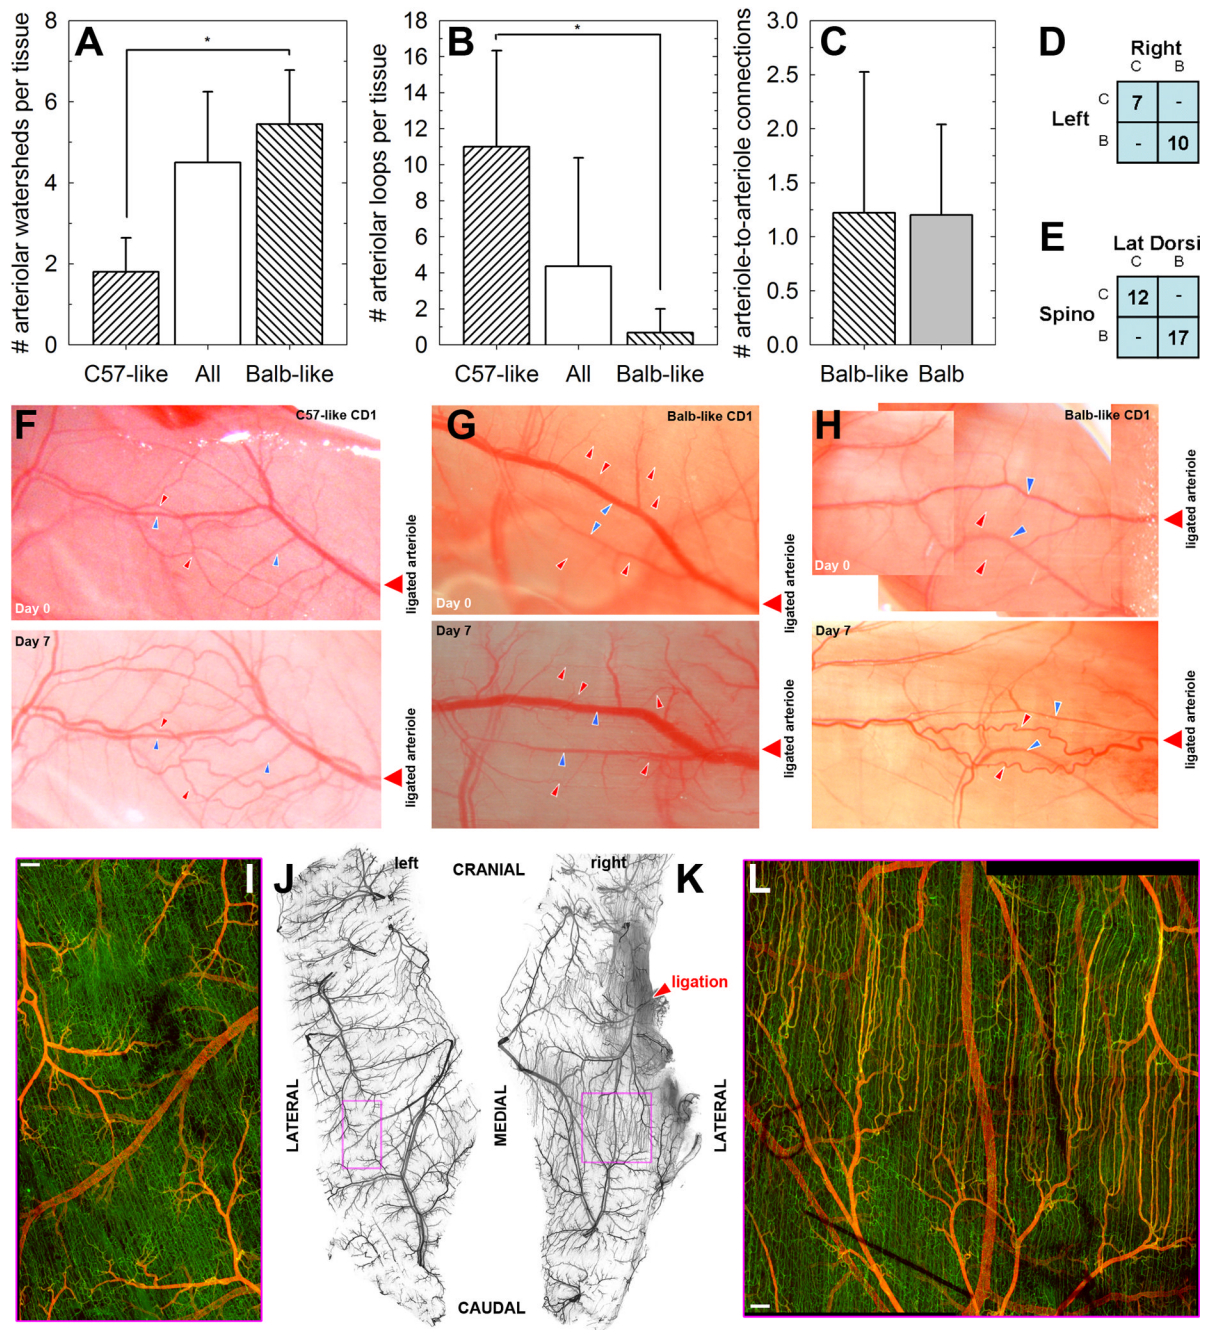 A
# arteriolar watersheds per tissue
8
6
4
2
0
*
C57-like
All
Balb-like
B
# arteriolar loops per tissue
18
16
14
12
10
8
6
4
2
0
*
C57-like
All
Balb-like
C
# arteriole-to-arteriole connections
3.0
2.5
2.0
1.5
1.0
0.5
0.0
Balb-like
Balb
D
Right
C B
Left
C 7 -
B - 10
E
Lat Dorsi
C B
Spino
C 12 -
B - 17
F
C57-like CD1
Day 0
ligated arteriole
Day 7
ligated arteriole
G
Balb-like CD1
Day 0
ligated arteriole
Day 7
ligated arteriole
H
Balb-like CD1
Day 0
ligated arteriole
Day 7
ligated arteriole
I
J
left
CRANIAL
right
K
ligation
LATERAL
MEDIAL
LATERAL
CAUDAL
L